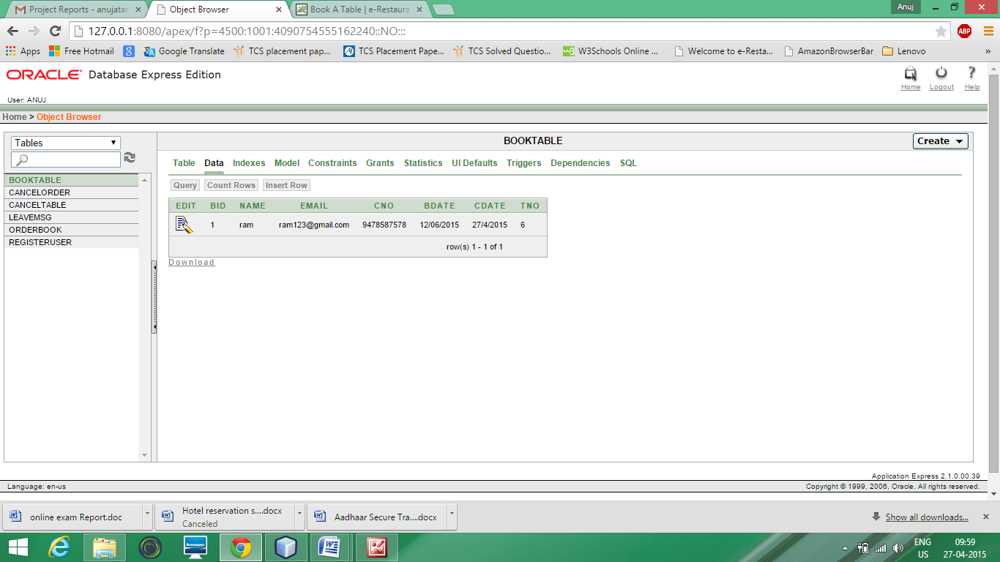 Project Reports - anujatar
Object Browser
Book A Table | e-Restaura
Anuj
127.0.0.1:8080/apex/f?p=4500:1001:4090754555162240::NO:::
ABP
Apps
Free Hotmail
Google Translate
TCS placement pap...
TCS Placement Pape...
TCS Solved Questio...
W3Schools Online ...
Welcome to e-Resta...
AmazonBrowserBar
Lenovo
»
ORACLE Database Express Edition
Home Logout Help
User: ANUJ
Home > Object Browser
Tables
BOOKTABLE
CANCELORDER
CANCELTABLE
LEAVEMSG
ORDERBOOK
REGISTERUSER
BOOKTABLE
Create
Table Data Indexes Model Constraints Grants Statistics UI Defaults Triggers Dependencies SQL
Query Count Rows Insert Row
EDIT BID NAME EMAIL CNO BDATE CDATE TNO
1 ram ram123@gmail.com 9478587578 12/06/2015 27/4/2015 6
row(s) 1 - 1 of 1
Download
Application Express 2.1.0.00.39
Language: en-us
Copyright © 1999, 2006, Oracle. All rights reserved.
online exam Report.doc
Hotel reservation s....docx
Canceled
Aadhaar Secure Tra....docx
Show all downloads...
lenovo
ENG
US
09:59
27-04-2015